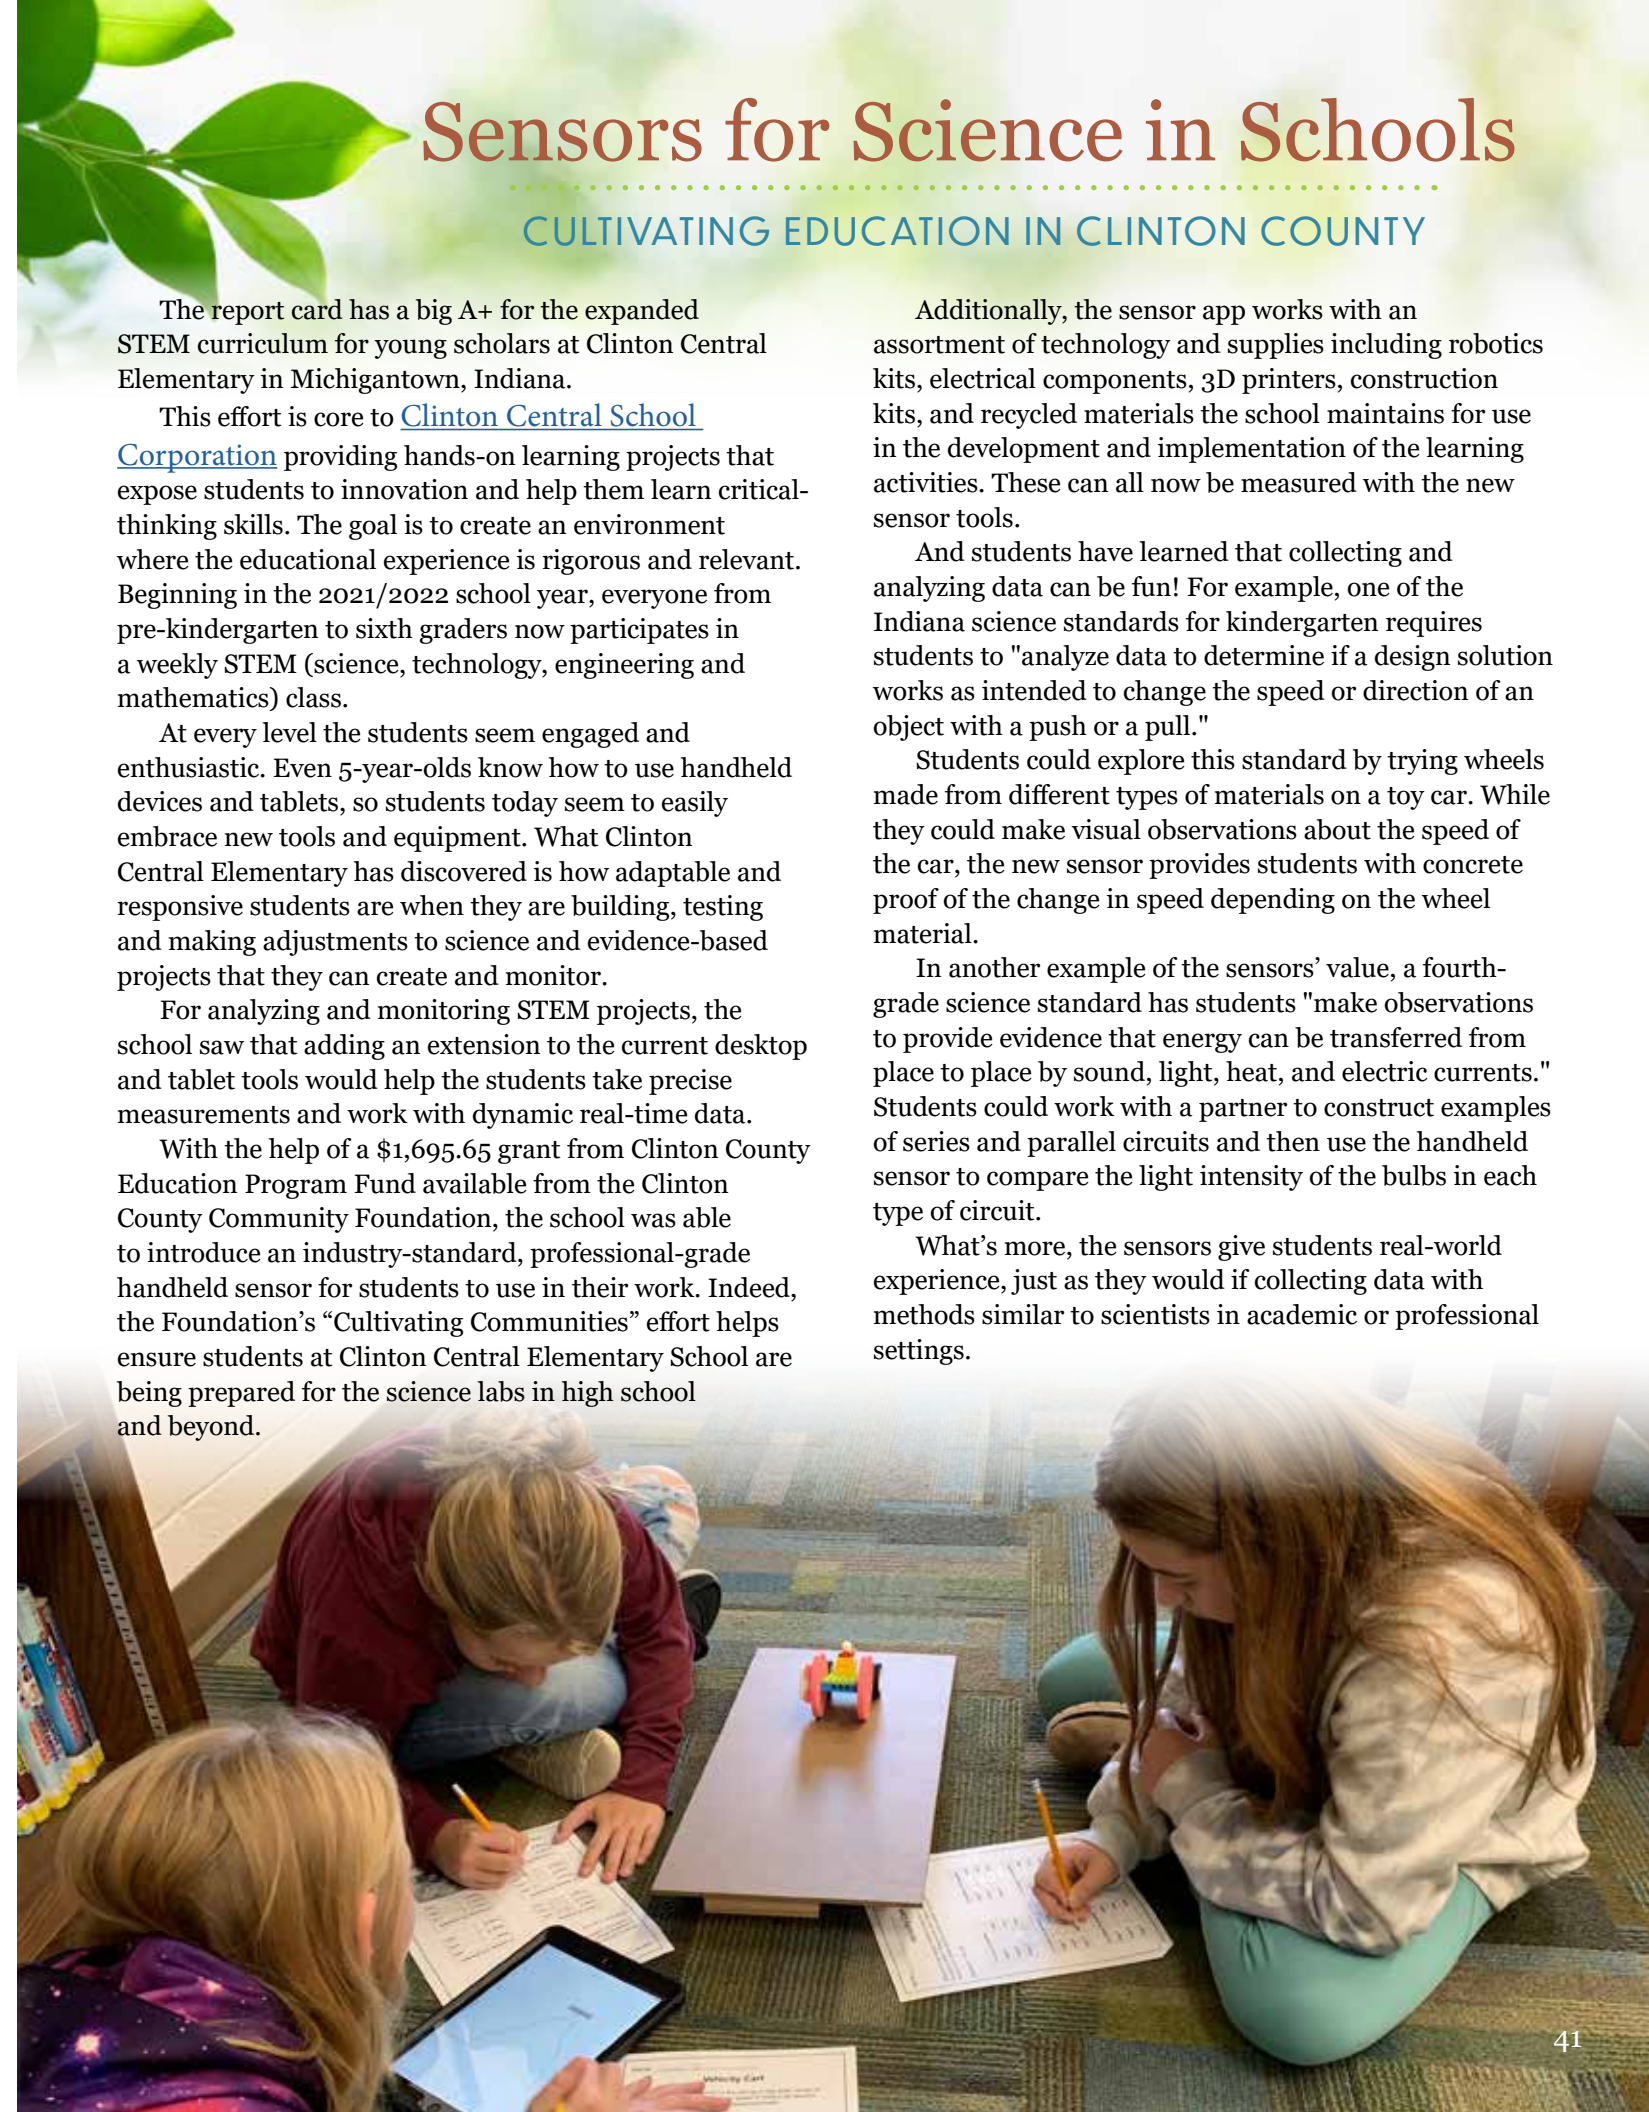 Sensors for Science in Schools
CULTIVATING EDUCATION IN CLINTON COUNTY
The report card has a big A+ for the expanded
STEM curriculum for young scholars at Clinton Central
Elementary in Michigantown, Indiana.
This effort is core to Clinton Central School
Corporation providing hands-on learning projects that
expose students to innovation and help them learn critical-
thinking skills. The goal is to create an environment
where the educational experience is rigorous and relevant.
Beginning in the 2021/2022 school year, everyone from
pre-kindergarten to sixth graders now participates in
a weekly STEM (science, technology, engineering and
mathematics) class.
At every level the students seem engaged and
enthusiastic. Even 5-year-olds know how to use handheld
devices and tablets, so students today seem to easily
embrace new tools and equipment. What Clinton
Central Elementary has discovered is how adaptable and
responsive students are when they are building, testing
and making adjustments to science and evidence-based
projects that they can create and monitor.
For analyzing and monitoring STEM projects, the
school saw that adding an extension to the current desktop
and tablet tools would help the students take precise
measurements and work with dynamic real-time data.
With the help of a $1,695.65 grant from Clinton County
Education Program Fund available from the Clinton
County Community Foundation, the school was able
to introduce an industry-standard, professional-grade
handheld sensor for students to use in their work. Indeed,
the Foundation’s “Cultivating Communities” effort helps
ensure students at Clinton Central Elementary School are
being prepared for the science labs in high school
and beyond.
Additionally, the sensor app works with an
assortment of technology and supplies including robotics
kits, electrical components, 3D printers, construction
kits, and recycled materials the school maintains for use
in the development and implementation of the learning
activities. These can all now be measured with the new
sensor tools.
And students have learned that collecting and
analyzing data can be fun! For example, one of the
Indiana science standards for kindergarten requires
students to "analyze data to determine if a design solution
works as intended to change the speed or direction of an
object with a push or a pull."
Students could explore this standard by trying wheels
made from different types of materials on a toy car. While
they could make visual observations about the speed of
the car, the new sensor provides students with concrete
proof of the change in speed depending on the wheel
material.
In another example of the sensors’ value, a fourth-
grade science standard has students "make observations
to provide evidence that energy can be transferred from
place to place by sound, light, heat, and electric currents."
Students could work with a partner to construct examples
of series and parallel circuits and then use the handheld
sensor to compare the light intensity of the bulbs in each
type of circuit.
What’s more, the sensors give students real-world
experience, just as they would if collecting data with
methods similar to scientists in academic or professional
settings.
Velocity Cart
41